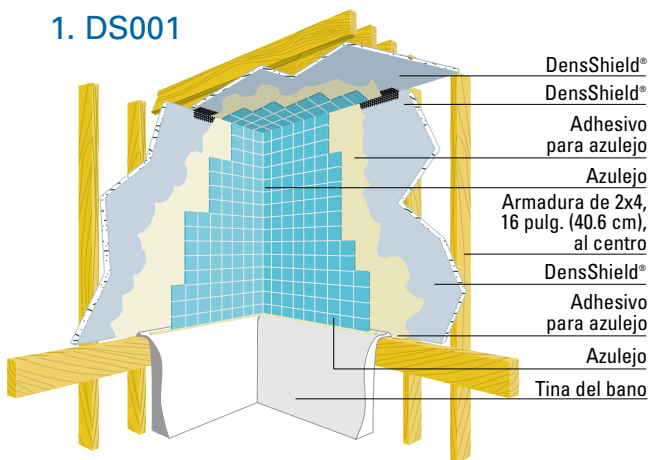 1. DS001
DensShield®
DensShield®
Adhesivo
para azulejo
Azulejo
Armadura de 2x4,
16 pulg. (40.6 cm),
al centro
DensShield®
Adhesivo
para azulejo
Azulejo
Tina del bano